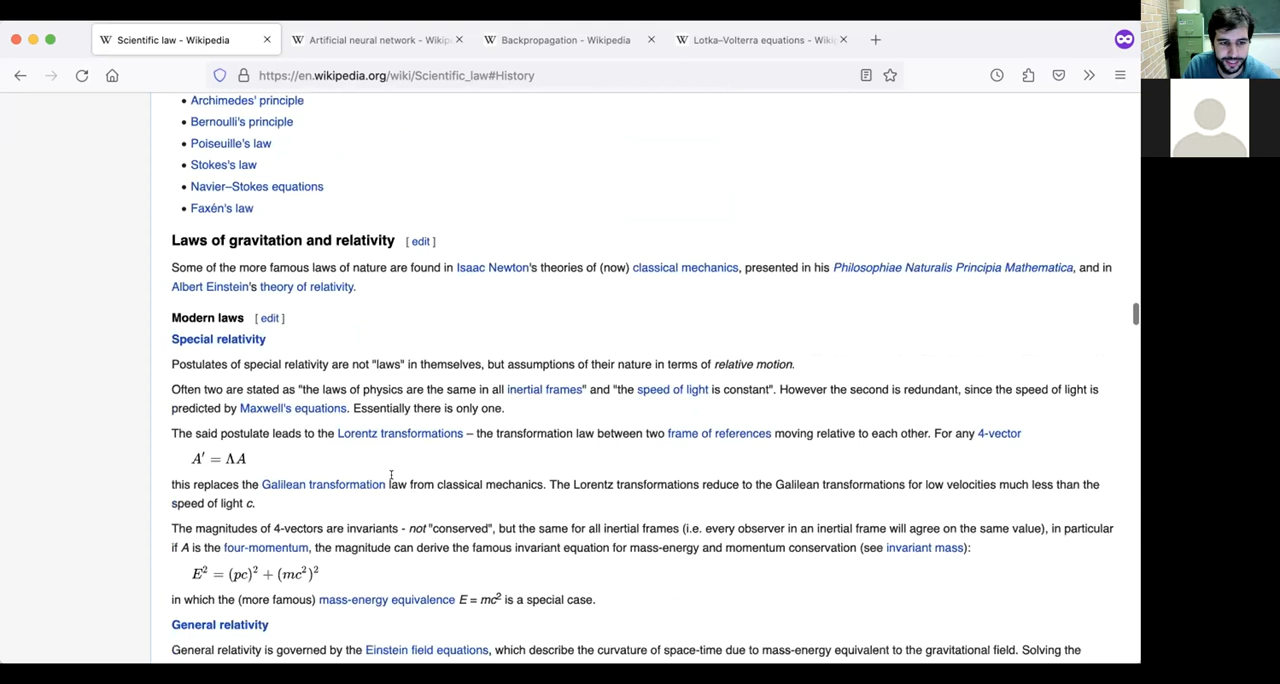 Scientific law - Wikipedia
Artificial neural network - Wikip
Backpropagation - Wikipedia
Lotka–Volterra equations - Wiki
https://en.wikipedia.org/wiki/Scientific_law#History
• Archimedes' principle
• Bernoulli's principle
• Poiseuille's law
• Stokes's law
• Navier–Stokes equations
• Faxén's law
Laws of gravitation and relativity [ edit ]
Some of the more famous laws of nature are found in Isaac Newton's theories of (now) classical mechanics, presented in his Philosophiae Naturalis Principia Mathematica, and in
Albert Einstein's theory of relativity.
Modern laws [ edit ]
Special relativity
Postulates of special relativity are not "laws" in themselves, but assumptions of their nature in terms of relative motion.
Often two are stated as "the laws of physics are the same in all inertial frames" and "the speed of light is constant". However the second is redundant, since the speed of light is
predicted by Maxwell's equations. Essentially there is only one.
The said postulate leads to the Lorentz transformations – the transformation law between two frame of references moving relative to each other. For any 4-vector
A′ = ΛA
this replaces the Galilean transformation law from classical mechanics. The Lorentz transformations reduce to the Galilean transformations for low velocities much less than the
speed of light c.
The magnitudes of 4-vectors are invariants - not "conserved", but the same for all inertial frames (i.e. every observer in an inertial frame will agree on the same value), in particular
if A is the four-momentum, the magnitude can derive the famous invariant equation for mass-energy and momentum conservation (see invariant mass):
E² = (pc)² + (mc²)²
in which the (more famous) mass-energy equivalence E = mc² is a special case.
General relativity
General relativity is governed by the Einstein field equations, which describe the curvature of space-time due to mass-energy equivalent to the gravitational field. Solving the